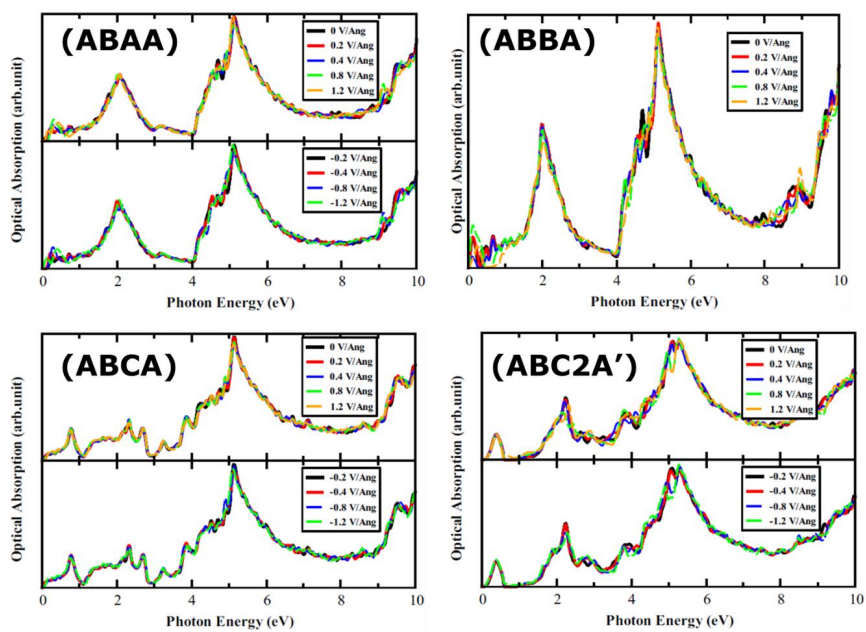 (ABAA)
0 V/Ang
0.2 V/Ang
0.4 V/Ang
0.8 V/Ang
1.2 V/Ang
-0.2 V/Ang
-0.4 V/Ang
-0.8 V/Ang
-1.2 V/Ang
Optical Absorption (arb.unit)
0 2 4 6 8 10
Photon Energy (eV)
(ABBA)
0 V/Ang
0.2 V/Ang
0.4 V/Ang
0.8 V/Ang
1.2 V/Ang
Optical Absorption (arb.unit)
0 2 4 6 8 10
Photon Energy (eV)
(ABCA)
0 V/Ang
0.2 V/Ang
0.4 V/Ang
0.8 V/Ang
1.2 V/Ang
-0.2 V/Ang
-0.4 V/Ang
-0.8 V/Ang
-1.2 V/Ang
Optical Absorption (arb.unit)
0 2 4 6 8 10
Photon Energy (eV)
(ABC2A’)
0 V/Ang
0.2 V/Ang
0.4 V/Ang
0.8 V/Ang
1.2 V/Ang
-0.2 V/Ang
-0.4 V/Ang
-0.8 V/Ang
-1.2 V/Ang
Optical Absorption (arb.unit)
0 2 4 6 8 10
Photon Energy (eV)